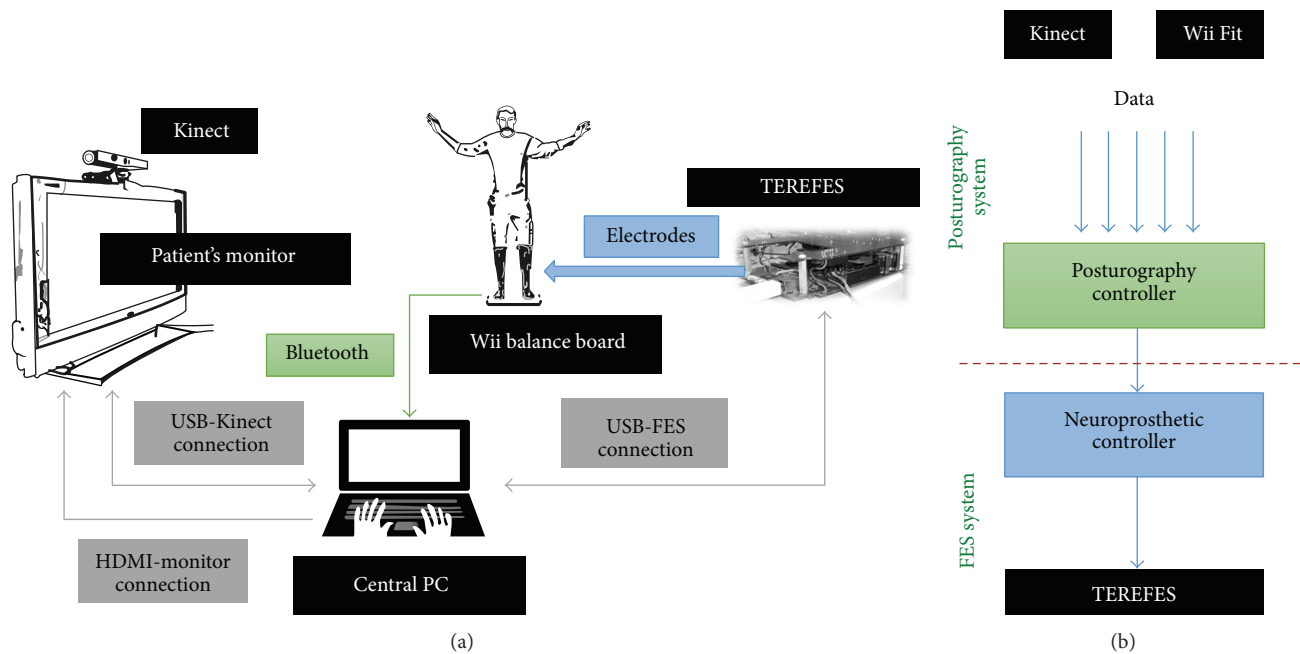 Kinect
Patient's monitor
TEREFES
Electrodes
Bluetooth
Wii balance board
USB-Kinect
connection
USB-FES
connection
HDMI-monitor
connection
Central PC
(a)
Kinect
Wii Fit
Data
Posturography
system
Posturography
controller
Neuroprosthetic
controller
FES system
TEREFES
(b)